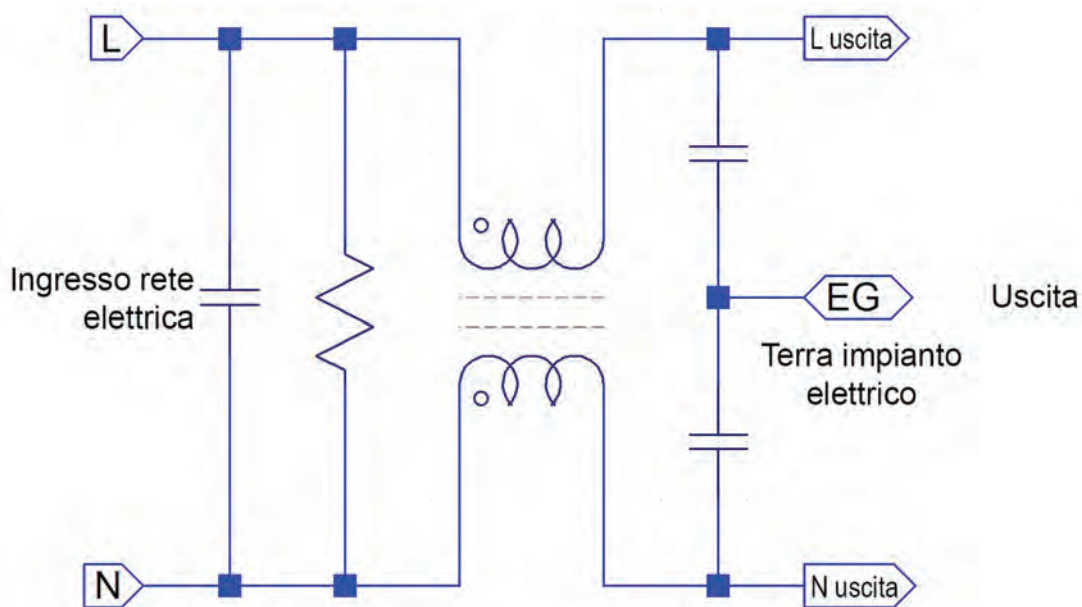 L
L uscita
Ingresso rete
elettrica
EG
Uscita
Terra impianto
elettrico
N
N uscita